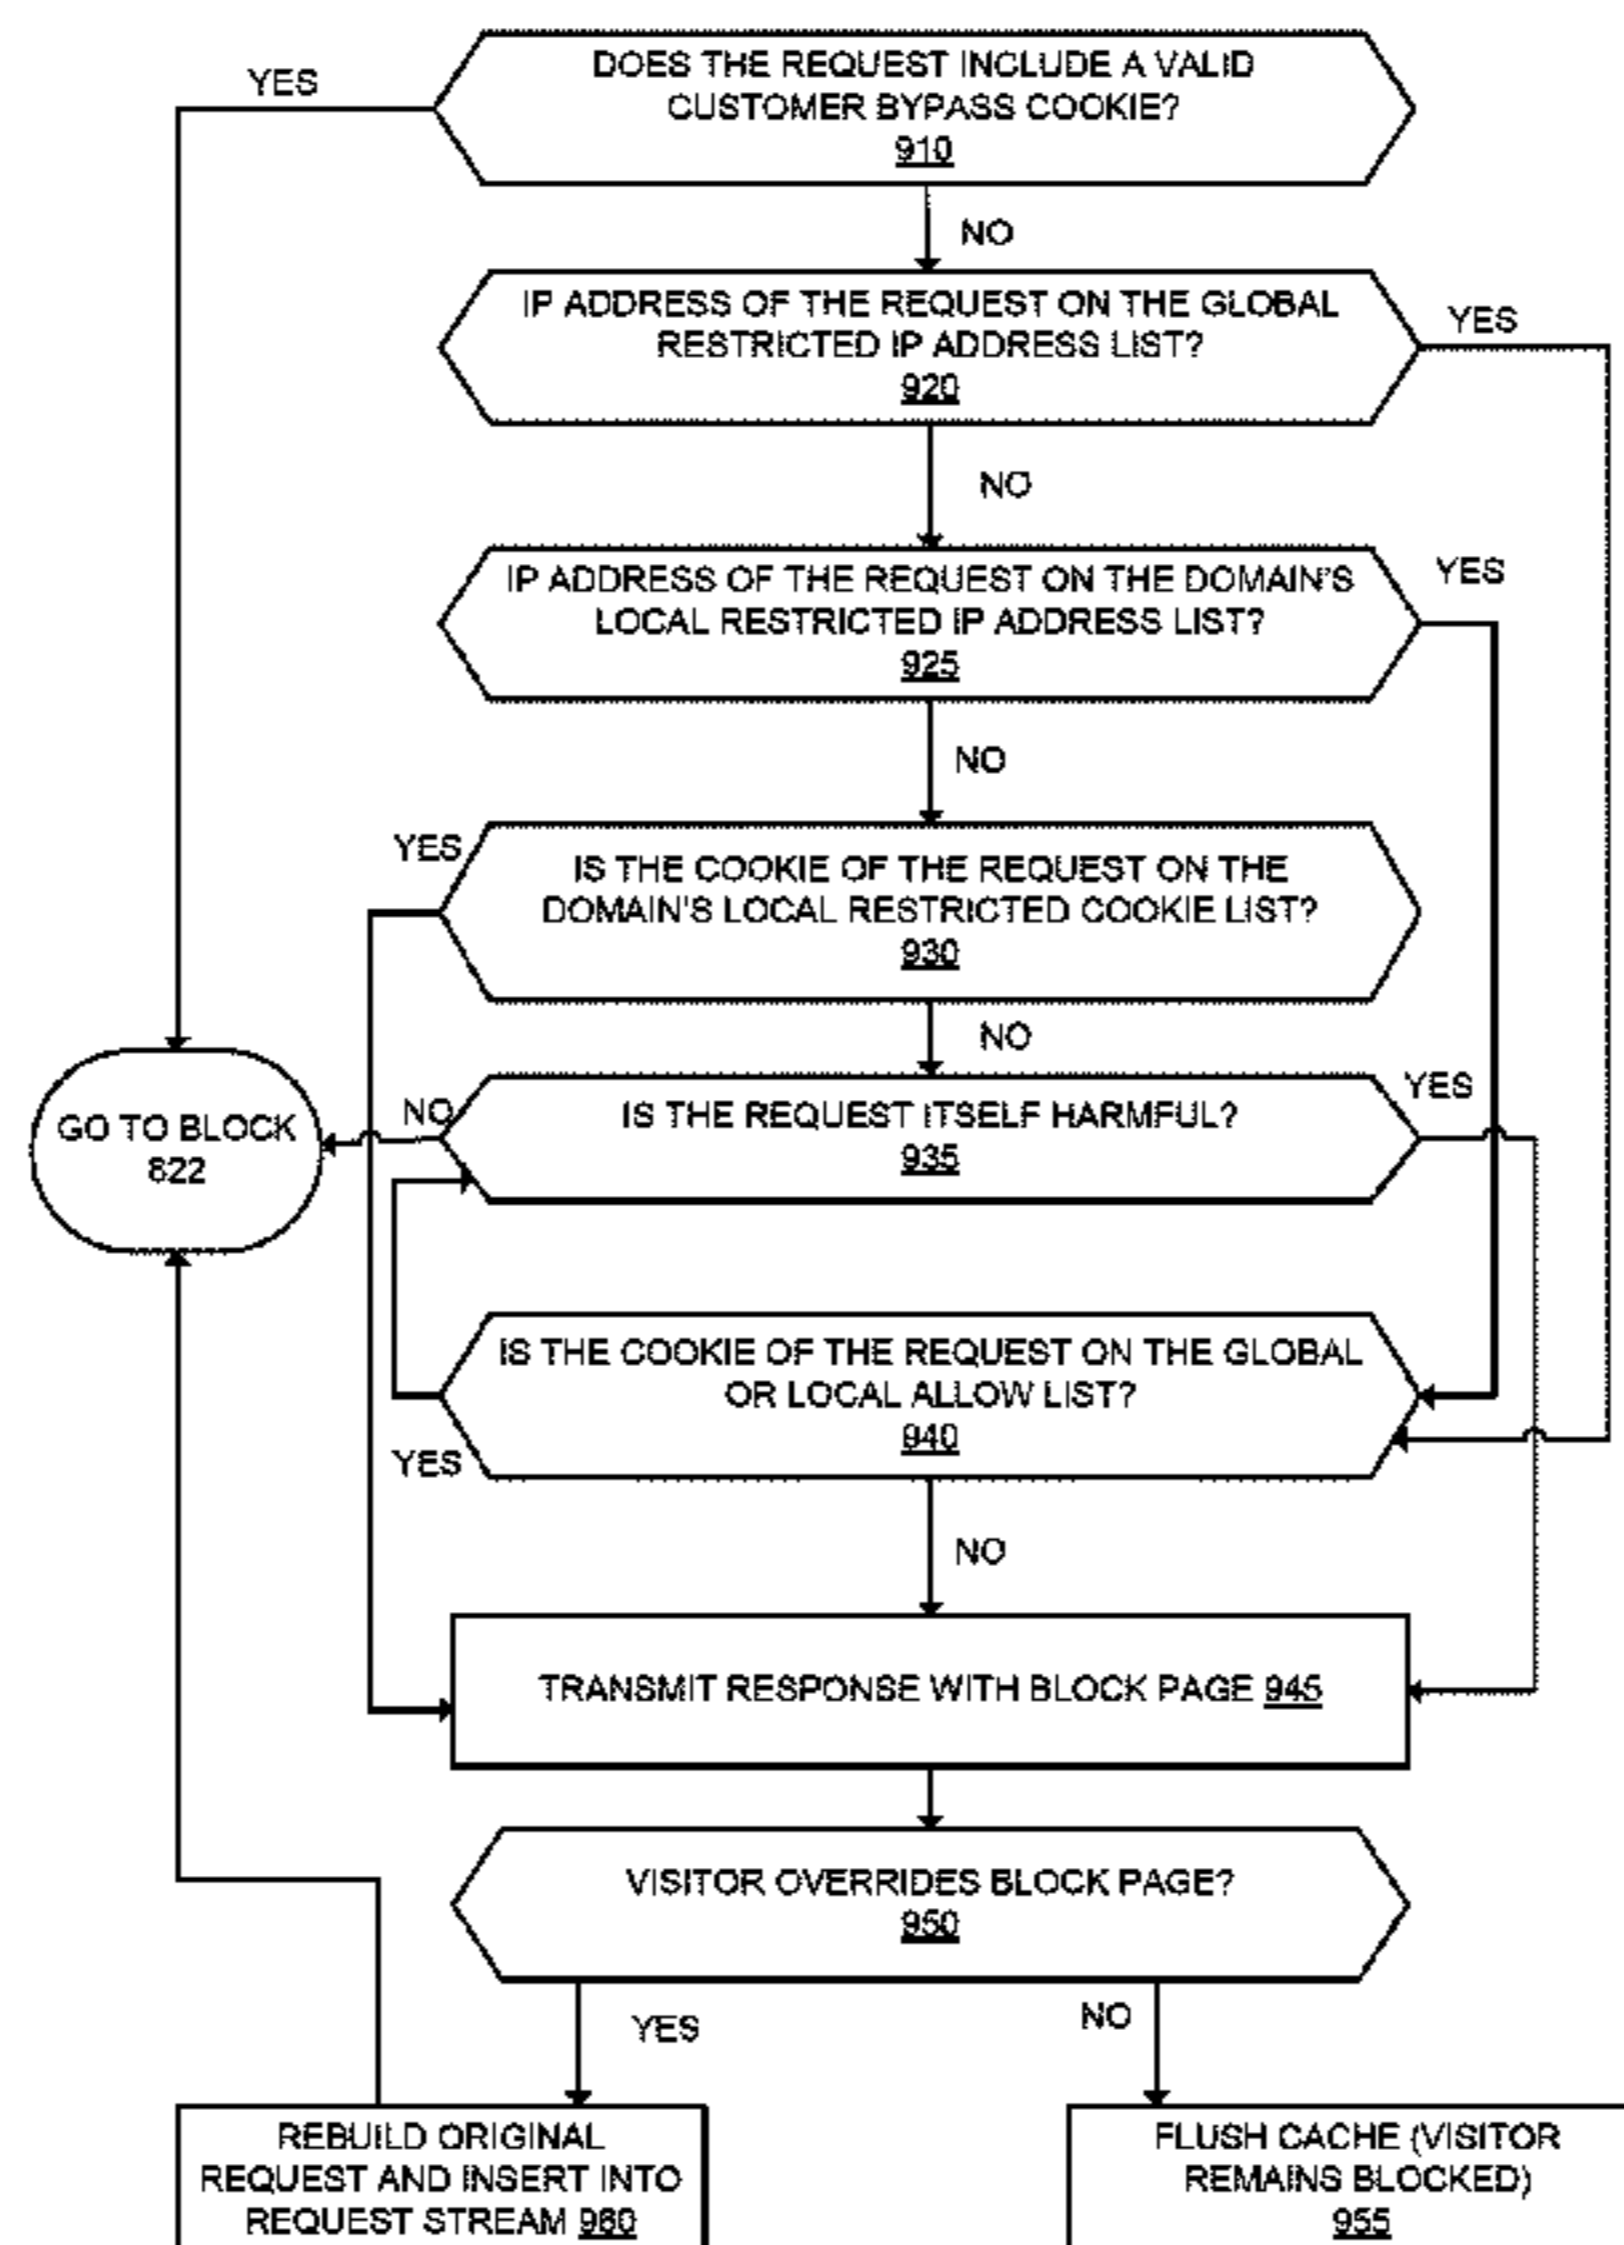 DOES THE REQUEST INCLUDE A VALID
CUSTOMER BYPASS COOKIE?
910
YES
NO
IP ADDRESS OF THE REQUEST ON THE GLOBAL
RESTRICTED IP ADDRESS LIST?
920
YES
NO
IP ADDRESS OF THE REQUEST ON THE DOMAIN'S
LOCAL RESTRICTED IP ADDRESS LIST?
925
YES
NO
YES
IS THE COOKIE OF THE REQUEST ON THE
DOMAIN'S LOCAL RESTRICTED COOKIE LIST?
930
NO
GO TO BLOCK
822
NO
IS THE REQUEST ITSELF HARMFUL?
935
YES
IS THE COOKIE OF THE REQUEST ON THE GLOBAL
OR LOCAL ALLOW LIST?
940
YES
NO
TRANSMIT RESPONSE WITH BLOCK PAGE 945
VISITOR OVERRIDES BLOCK PAGE?
950
YES
NO
REBUILD ORIGINAL
REQUEST AND INSERT INTO
REQUEST STREAM 960
FLUSH CACHE (VISITOR
REMAINS BLOCKED)
955